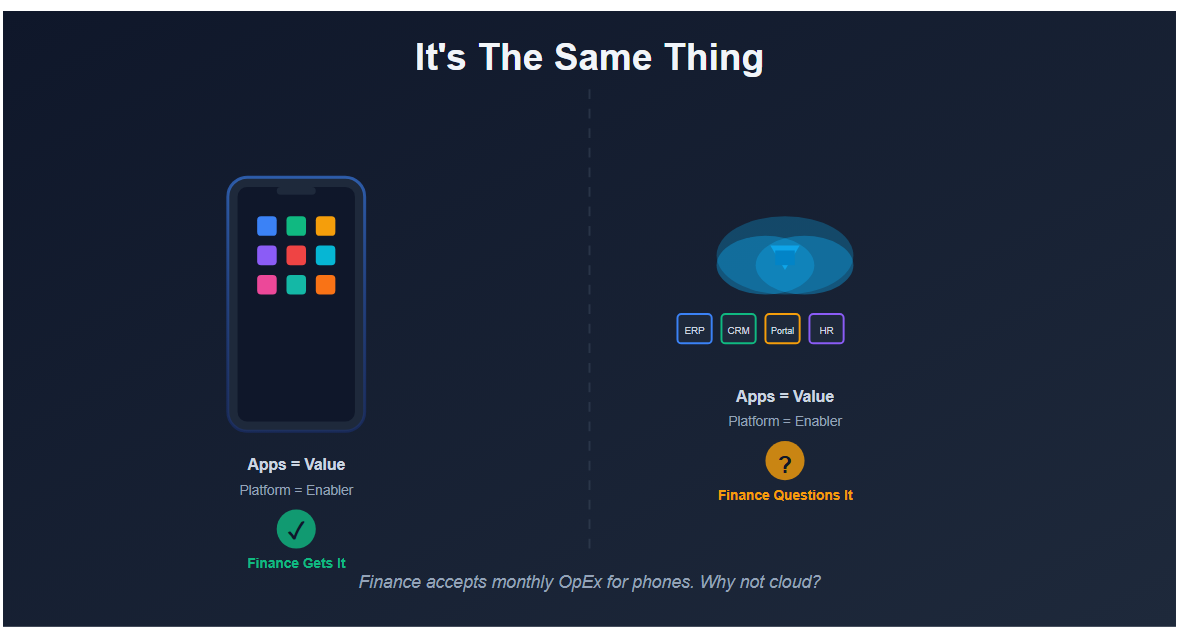 It's The Same Thing
Apps = Value
Platform = Enabler
✓
Finance Gets It
ERP
CRM
Portal
HR
Apps = Value
Platform = Enabler
?
Finance Questions It
Finance accepts monthly OpEx for phones. Why not cloud?